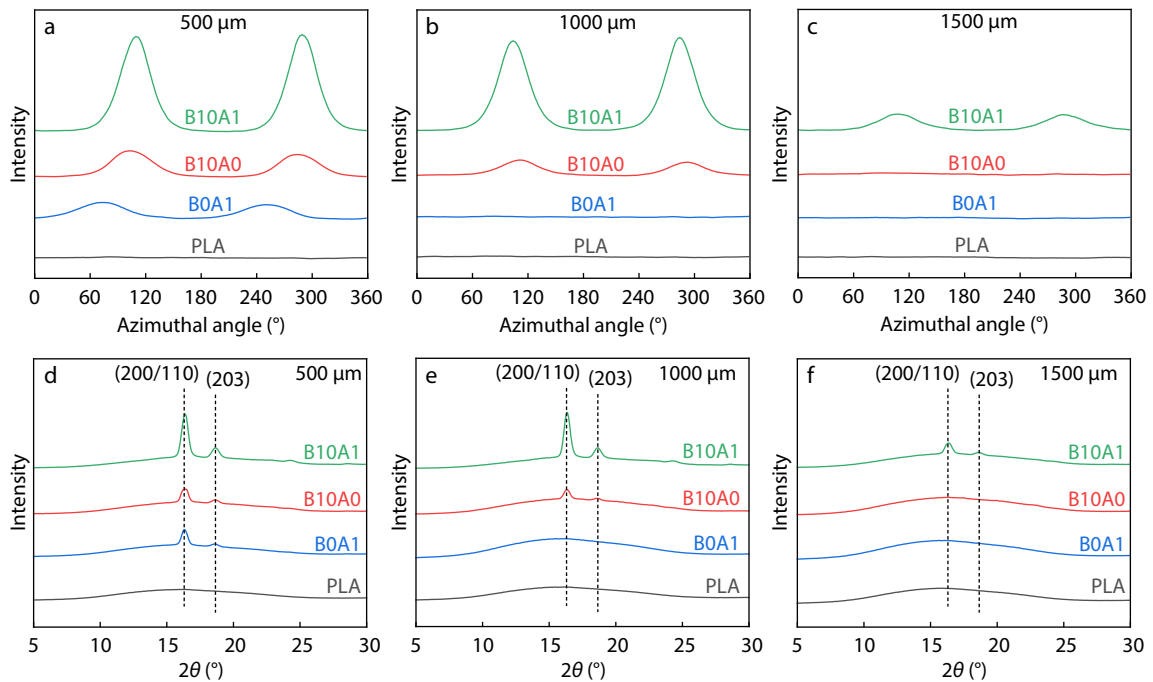 a 500 μm
Intensity
B10A1
B10A0
B0A1
PLA
0 60 120 180 240 300 360
Azimuthal angle (°)
b 1000 μm
Intensity
B10A1
B10A0
B0A1
PLA
0 60 120 180 240 300 360
Azimuthal angle (°)
c 1500 μm
Intensity
B10A1
B10A0
B0A1
PLA
0 60 120 180 240 300 360
Azimuthal angle (°)
d (200/110) (203) 500 μm
Intensity
B10A1
B10A0
B0A1
PLA
5 10 15 20 25 30
2θ (°)
e (200/110) (203) 1000 μm
Intensity
B10A1
B10A0
B0A1
PLA
5 10 15 20 25 30
2θ (°)
f (200/110) (203) 1500 μm
Intensity
B10A1
B10A0
B0A1
PLA
5 10 15 20 25 30
2θ (°)